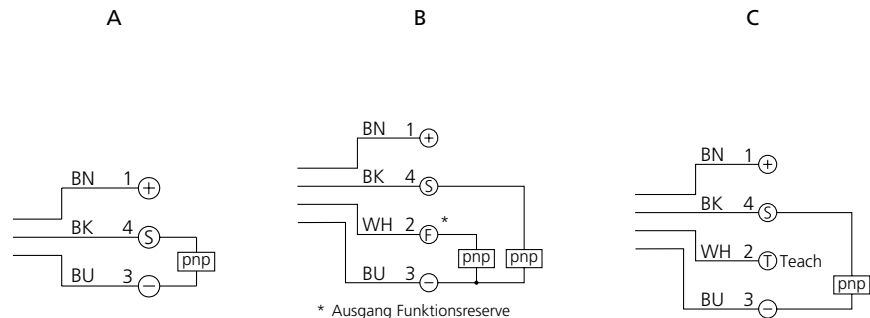 A
BN 1 +
BK 4 S
pnp
BU 3 −
B
BN 1 +
BK 4 S
WH 2 F *
pnp pnp
BU 3 −
* Ausgang Funktionsreserve
C
BN 1 +
BK 4 S
WH 2 T Teach
pnp
BU 3 −